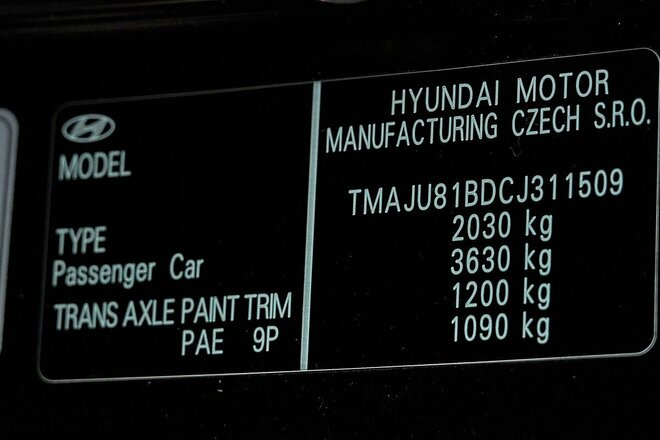 MODEL
TYPE
Passenger Car
TRANS AXLE PAINT TRIM
PAE 9P
HYUNDAI MOTOR
MANUFACTURING CZECH S.R.O.
TMAJU81BDCJ311509
2030 kg
3630 kg
1200 kg
1090 kg